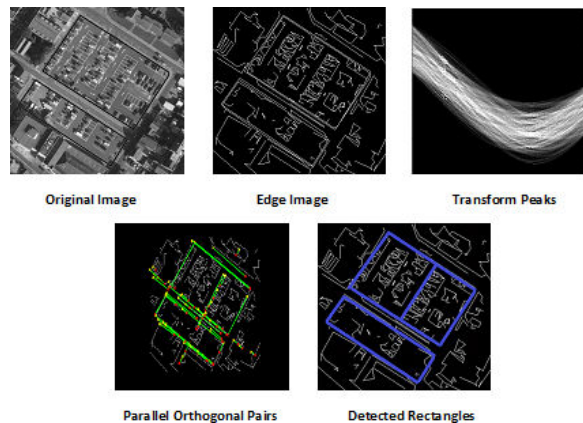 Original Image
Edge Image
Transform Peaks
Parallel Orthogonal Pairs
Detected Rectangles